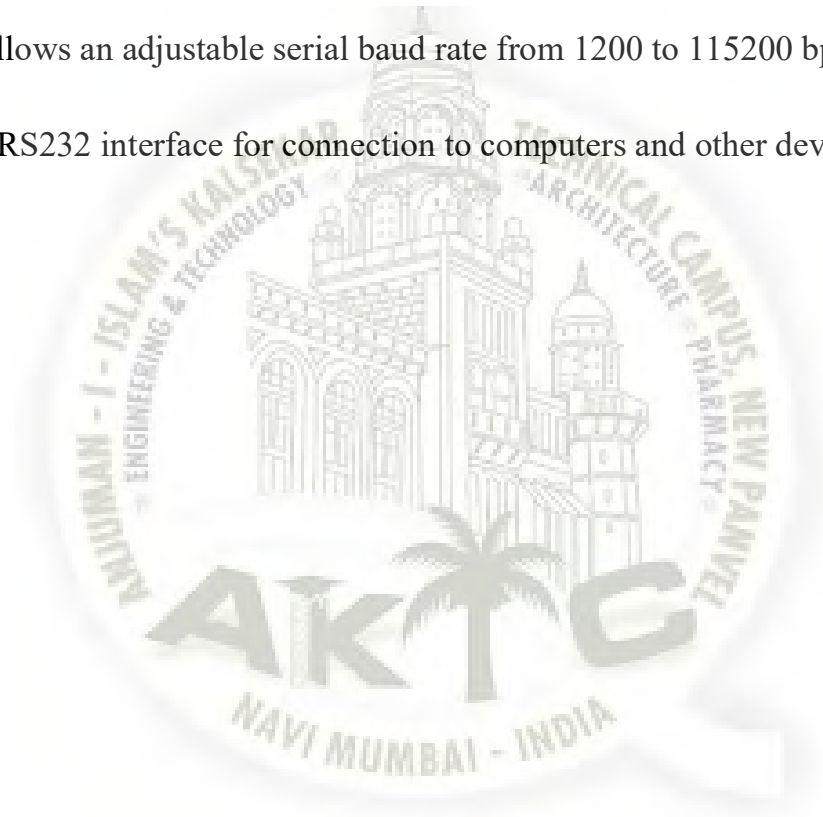 llows an adjustable serial baud rate from 1200 to 115200 bp
RS232 interface for connection to computers and other dev
ANJUMAN - I - ISLAM'S KALSEKAR TECHNICAL CAMPUS, NEW PANVEL
ENGINEERING & TECHNOLOGY
ARCHITECTURE
PHARMACY
AKTC
NAVI MUMBAI - INDIA